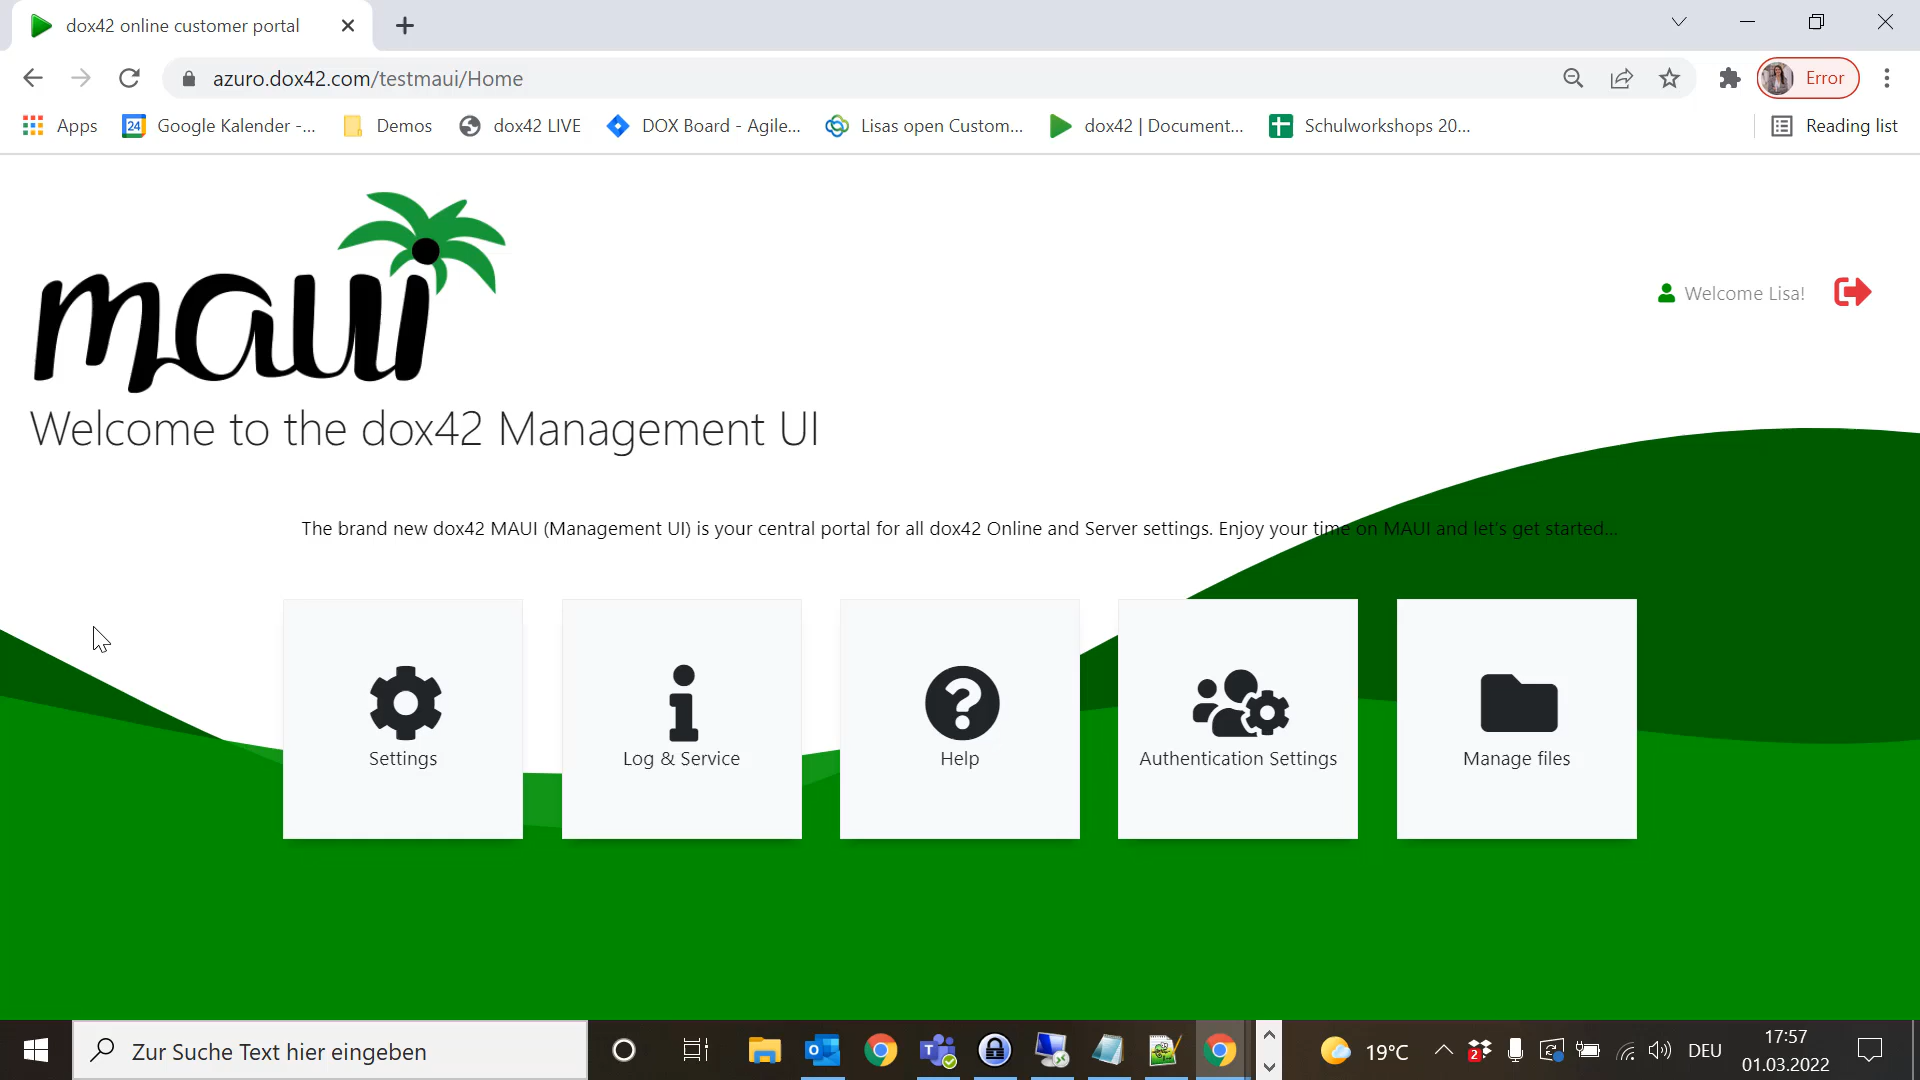 dox42 online customer portal
azuro.dox42.com/testmaui/Home
Error
Apps
24
Google Kalender -...
Demos
dox42 LIVE
DOX Board - Agile...
Lisas open Custom...
dox42 | Document...
Schulworkshops 20...
Reading list
maui
Welcome Lisa!
Welcome to the dox42 Management UI
The brand new dox42 MAUI (Management UI) is your central portal for all dox42 Online and Server settings. Enjoy your time on MAUI and let's get started...
Settings
Log & Service
Help
Authentication Settings
Manage files
Zur Suche Text hier eingeben
19°C
2
DEU
17:57
01.03.2022